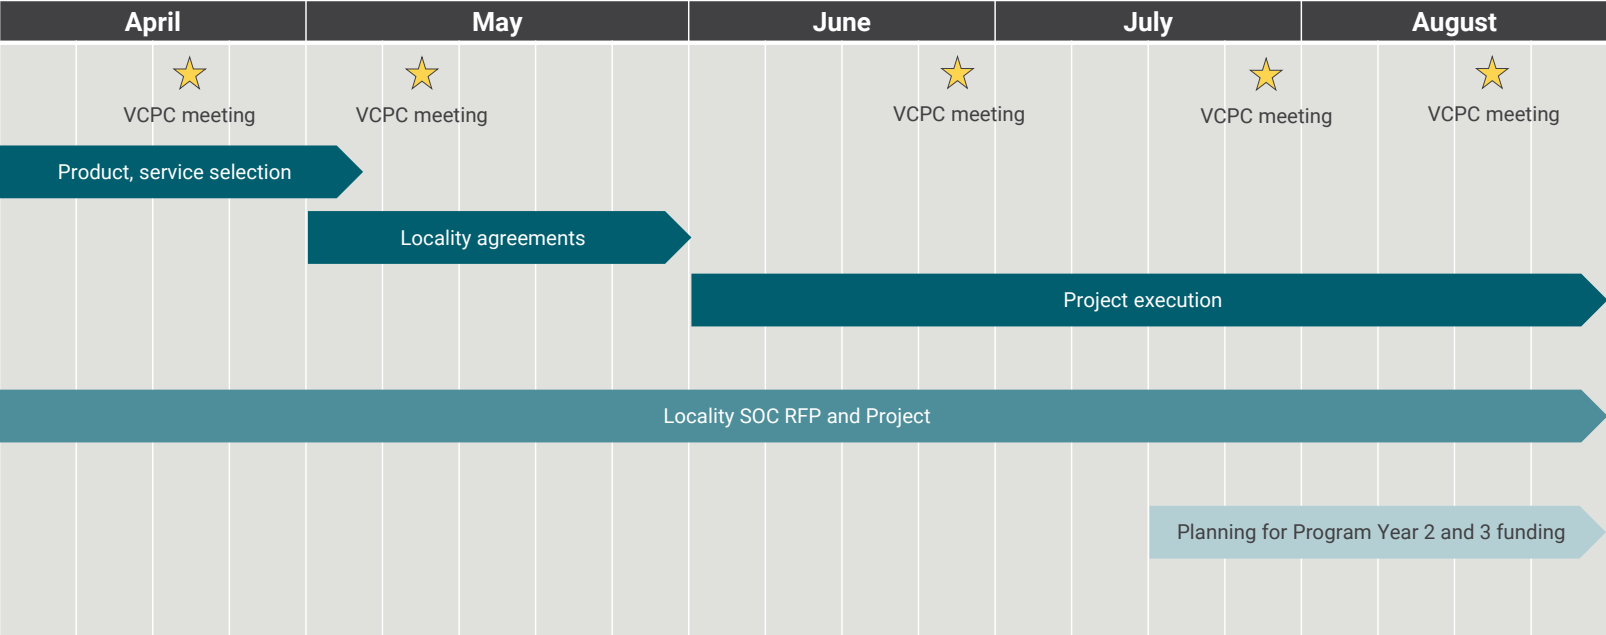 April
May
June
July
August
VCPC meeting
VCPC meeting
VCPC meeting
VCPC meeting
VCPC meeting
Product, service selection
Locality agreements
Project execution
Locality SOC RFP and Project
Planning for Program Year 2 and 3 funding